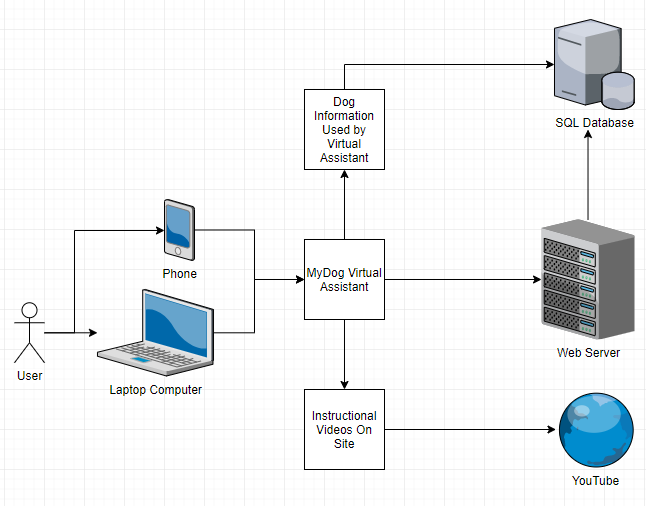 Dog
Information
Used by
Virtual
Assistant
SQL Database
Phone
MyDog Virtual
Assistant
Web Server
User
Laptop Computer
Instructional
Videos On
Site
YouTube